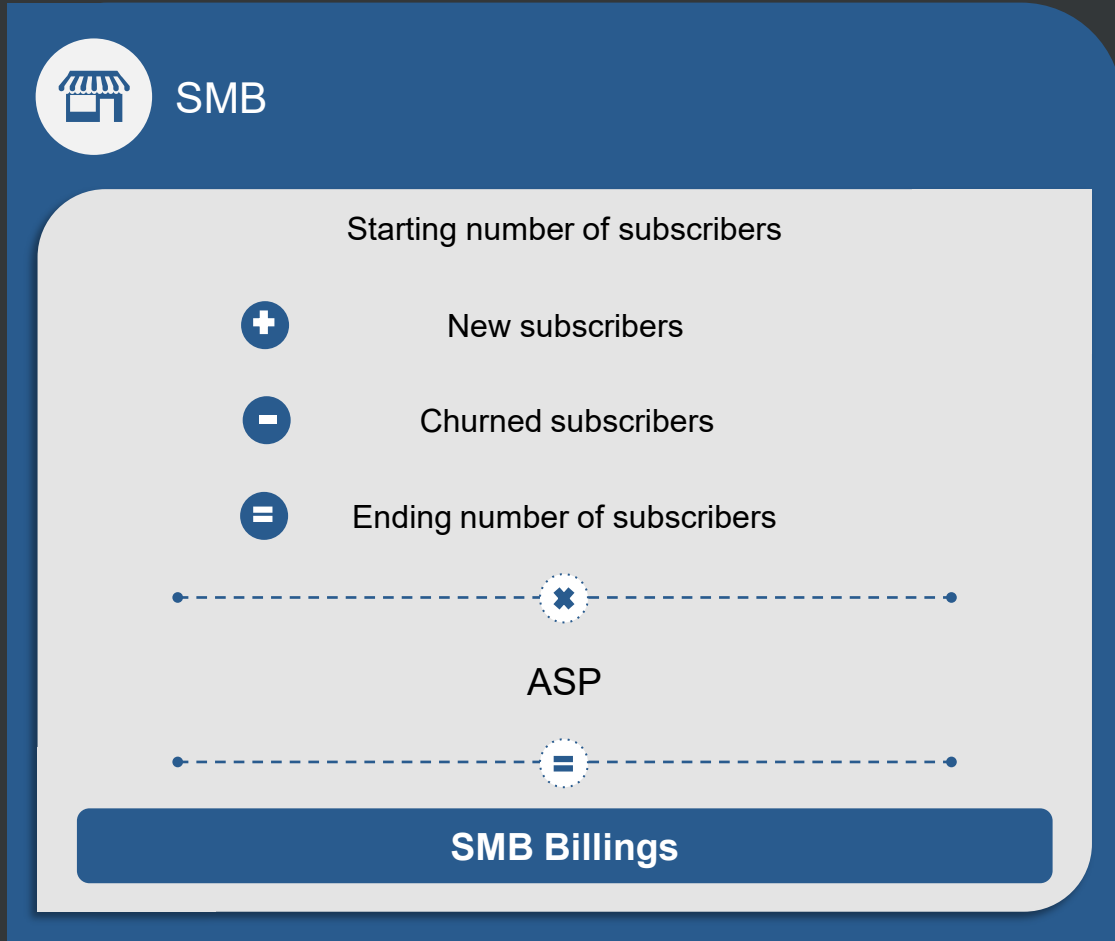 SMB
Starting number of subscribers
New subscribers
Churned subscribers
Ending number of subscribers
ASP
SMB Billings